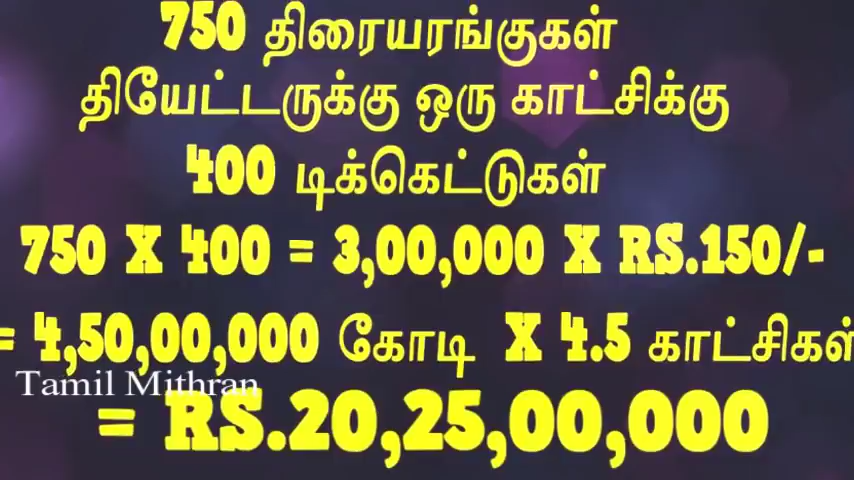 750 திரையரங்குகள்
தியேட்டருக்கு ஒரு காட்சிக்கு
400 டிக்கெட்டுகள்
750 X 400 = 3,00,000 X RS.150/-
= 4,50,00,000 கோடி X 4.5 காட்சிகள்
Tamil Mithran
= RS.20,25,00,000